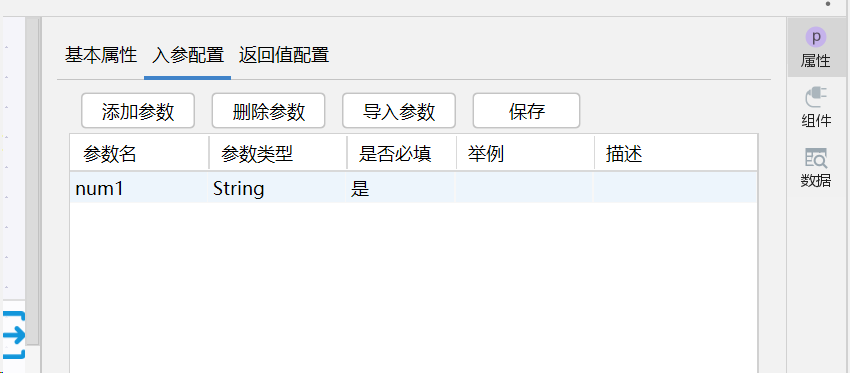 基本属性 入参配置 返回值配置
添加参数 删除参数 导入参数 保存
参数名 参数类型 是否必填 举例 描述
num1 String 是
p
属性
组件
数据